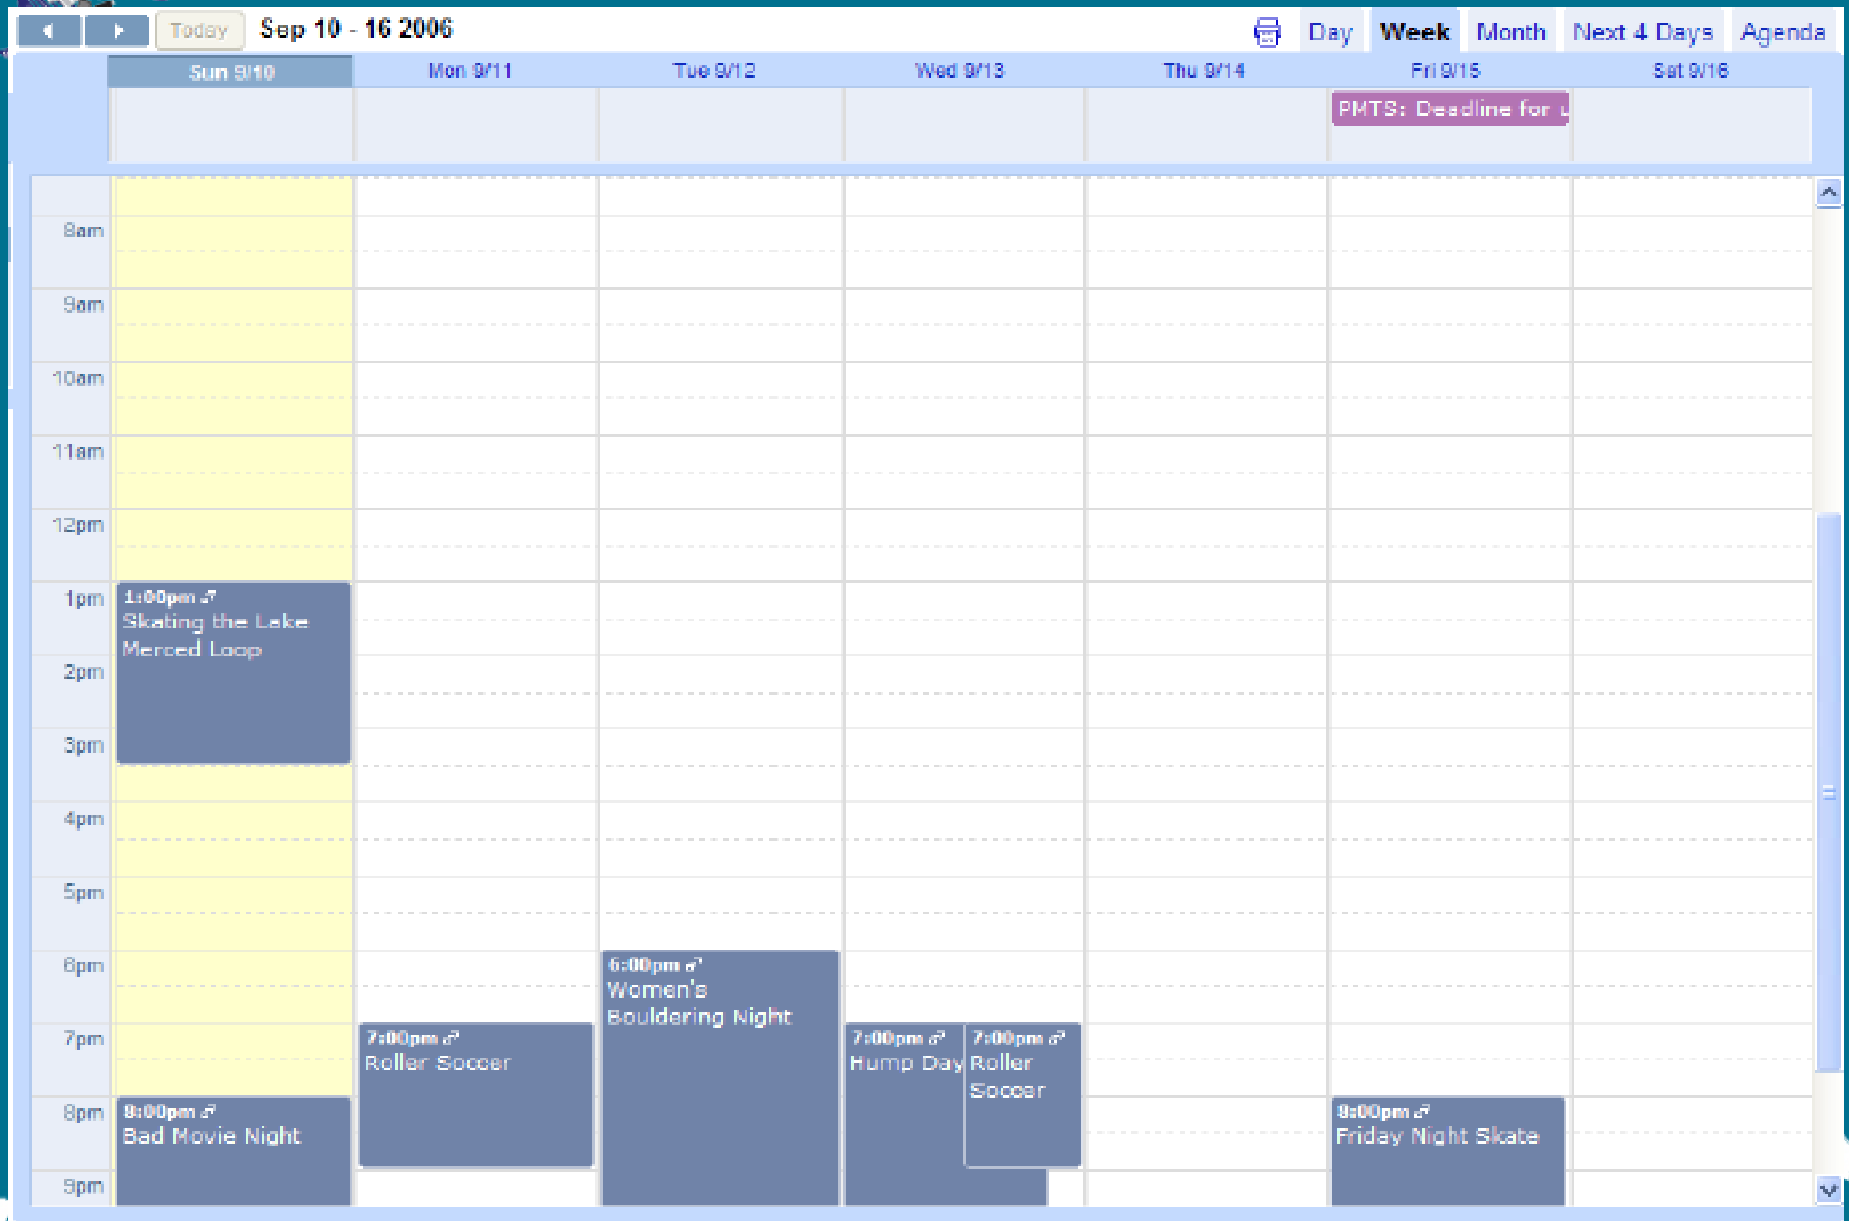 Today Sep 10 - 16 2006 Day Week Month Next 4 Days Agenda
Sun 9/10 Mon 9/11 Tue 9/12 Wed 9/13 Thu 9/14 Fri 9/15 Sat 9/16
PMTS: Deadline for
8am
9am
10am
11am
12pm
1pm
1:00pm
Skating the Lake
Merced Loop
2pm
3pm
4pm
5pm
6pm
6:00pm
Women's
Bouldering Night
7pm
7:00pm
Roller Soccer
7:00pm
Hump Day
7:00pm
Roller
Soccer
8pm
8:00pm
Bad Movie Night
8:00pm
Friday Night Skate
9pm